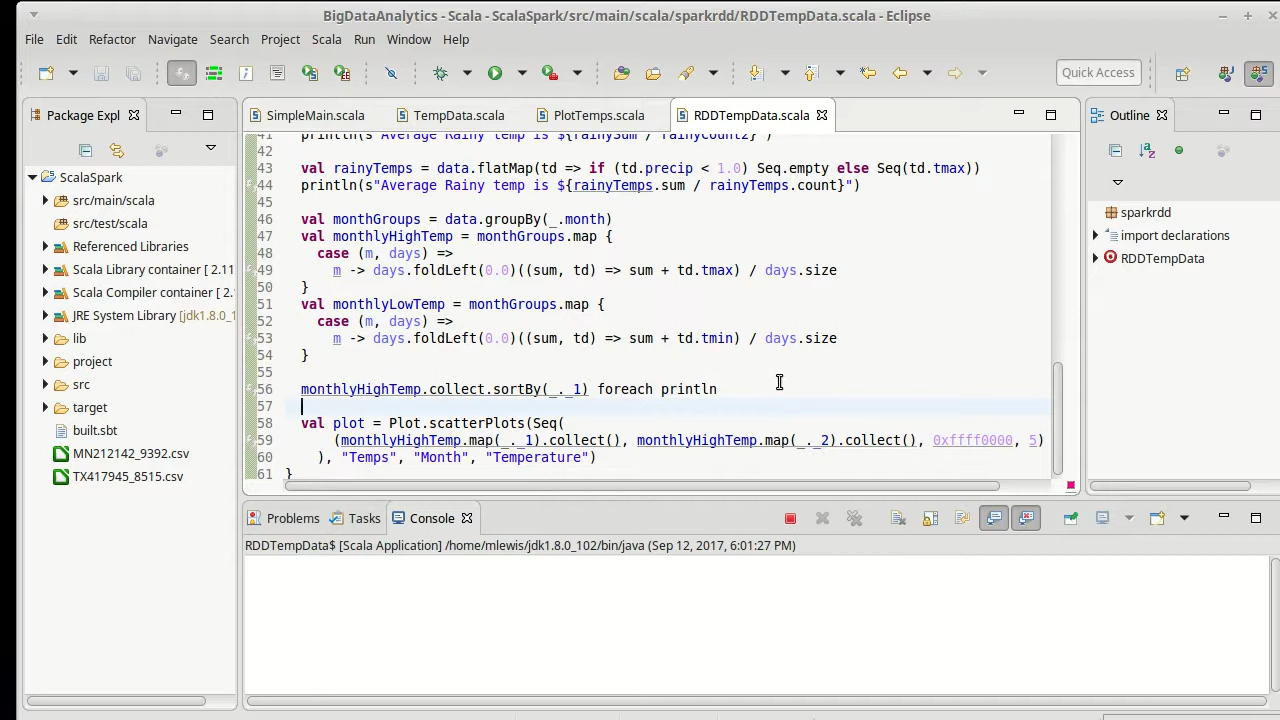 BigDataAnalytics - Scala - ScalaSpark/src/main/scala/sparkrdd/RDDTempData.scala - Eclipse
File Edit Refactor Navigate Search Project Scala Run Window Help
Quick Access
Package Expl
SimpleMain.scala TempData.scala PlotTemps.scala RDDTempData.scala
Outline
ScalaSpark
src/main/scala
src/test/scala
Referenced Libraries
Scala Library container [ 2.11
Scala Compiler container [ 2.
JRE System Library [jdk1.8.0_1
lib
project
src
target
built.sbt
MN212142_9392.csv
TX417945_8515.csv
41 println(s"Average Rainy temp is ${rainySum / rainyCount2}")
42
43 val rainyTemps = data.flatMap(td => if (td.precip < 1.0) Seq.empty else Seq(td.tmax))
44 println(s"Average Rainy temp is ${rainyTemps.sum / rainyTemps.count}")
45
46 val monthGroups = data.groupBy(_.month)
47 val monthlyHighTemp = monthGroups.map {
48 case (m, days) =>
49 m -> days.foldLeft(0.0)((sum, td) => sum + td.tmax) / days.size
50 }
51 val monthlyLowTemp = monthGroups.map {
52 case (m, days) =>
53 m -> days.foldLeft(0.0)((sum, td) => sum + td.tmin) / days.size
54 }
55
56 monthlyHighTemp.collect.sortBy(_._1) foreach println
57
58 val plot = Plot.scatterPlots(Seq(
59 (monthlyHighTemp.map(_._1).collect(), monthlyHighTemp.map(_._2).collect(), 0xffff0000, 5)
60 ), "Temps", "Month", "Temperature")
61 }
sparkrdd
import declarations
RDDTempData
Problems Tasks Console
RDDTempData$ [Scala Application] /home/mlewis/jdk1.8.0_102/bin/java (Sep 12, 2017, 6:01:27 PM)